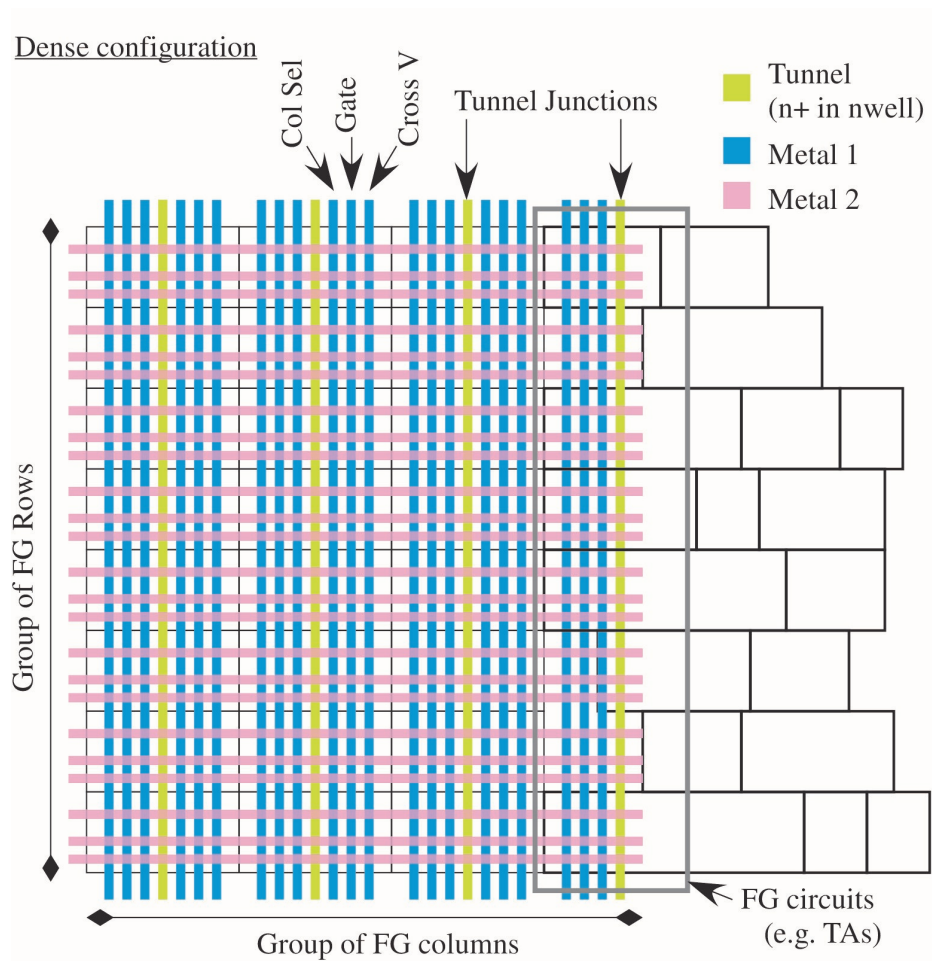 Dense configuration
Col Sel
Gate
Cross V
Tunnel Junctions
Tunnel
(n+ in nwell)
Metal 1
Metal 2
Group of FG Rows
Group of FG columns
FG circuits
(e.g. TAs)